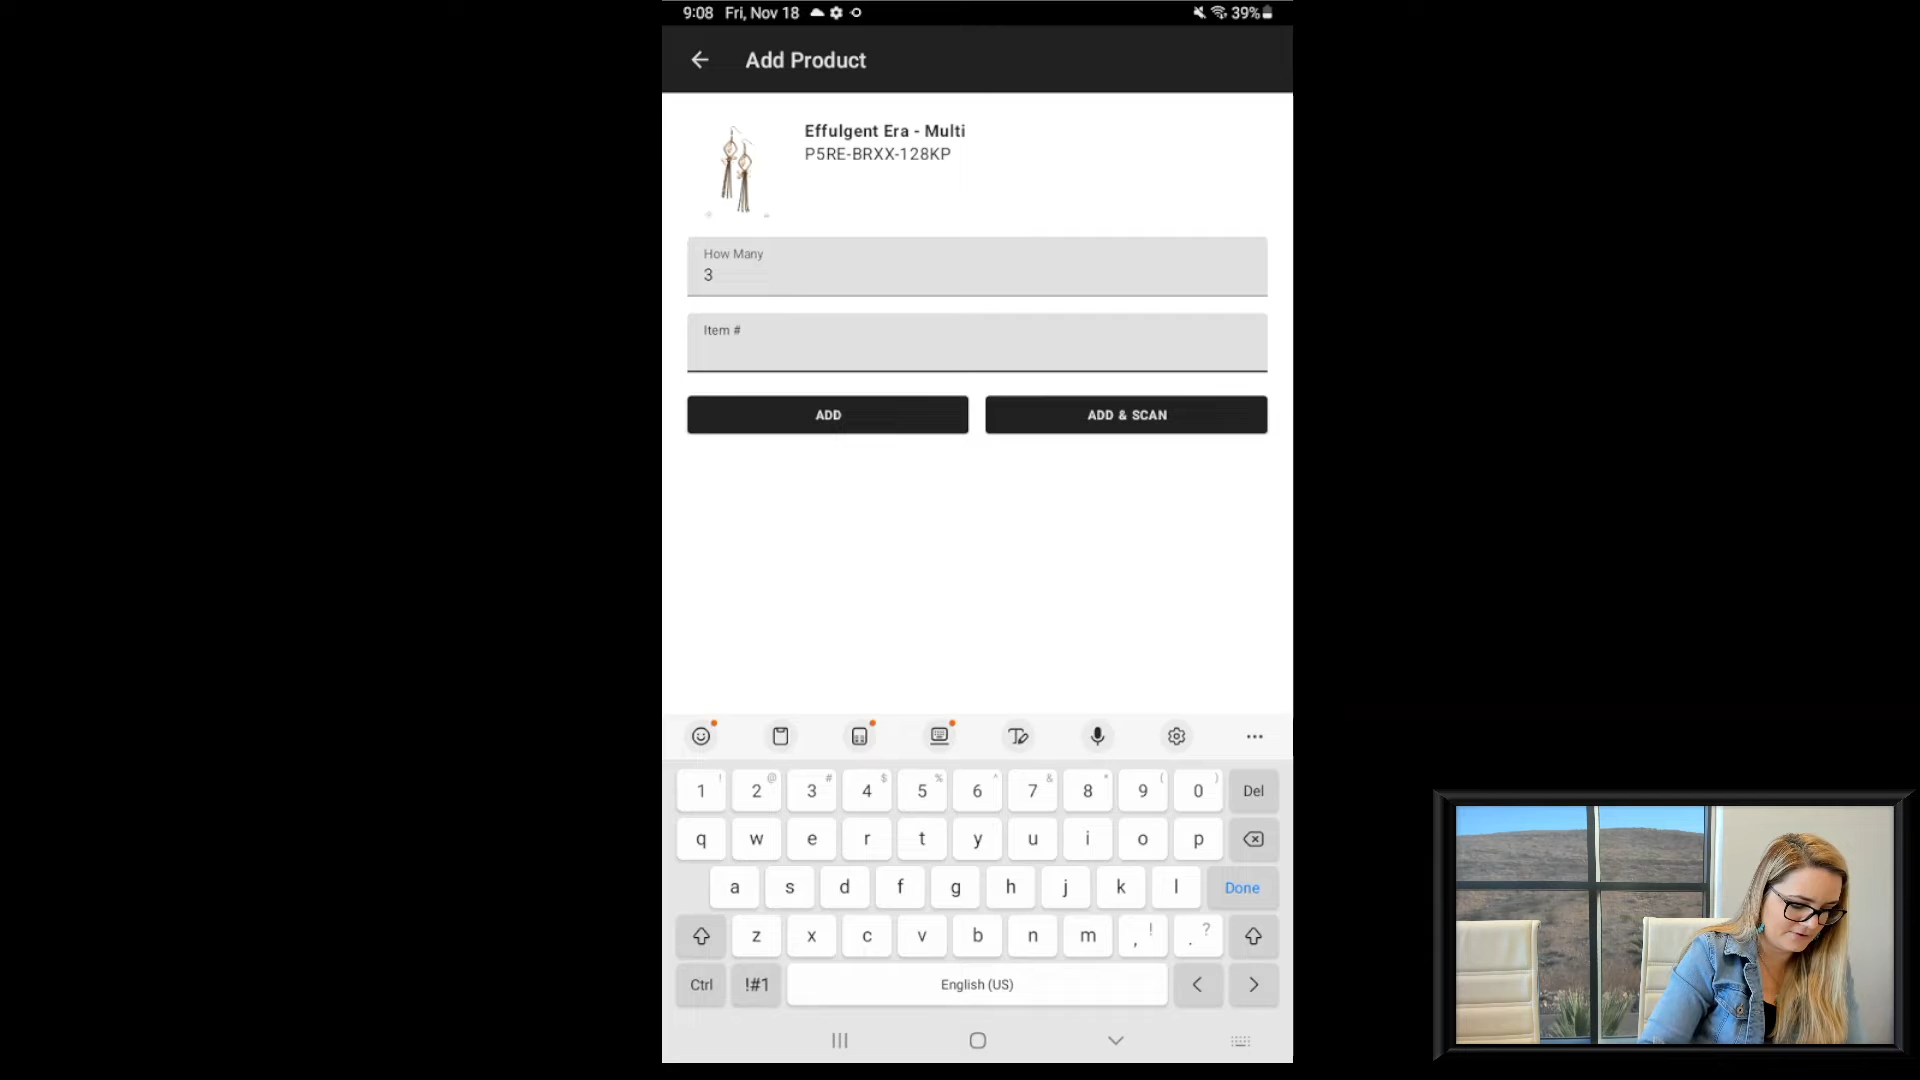 9:08 Fri, Nov 18 39%
Add Product
Effulgent Era - Multi
P5RE-BRXX-128KP
How Many
3
Item #
ADD ADD & SCAN
! @ # $ % ^ & * ( )
1 2 3 4 5 6 7 8 9 0 Del
q w e r t y u i o p
a s d f g h j k l Done
z x c v b n m , ! . ?
Ctrl !#1 English (US) < >